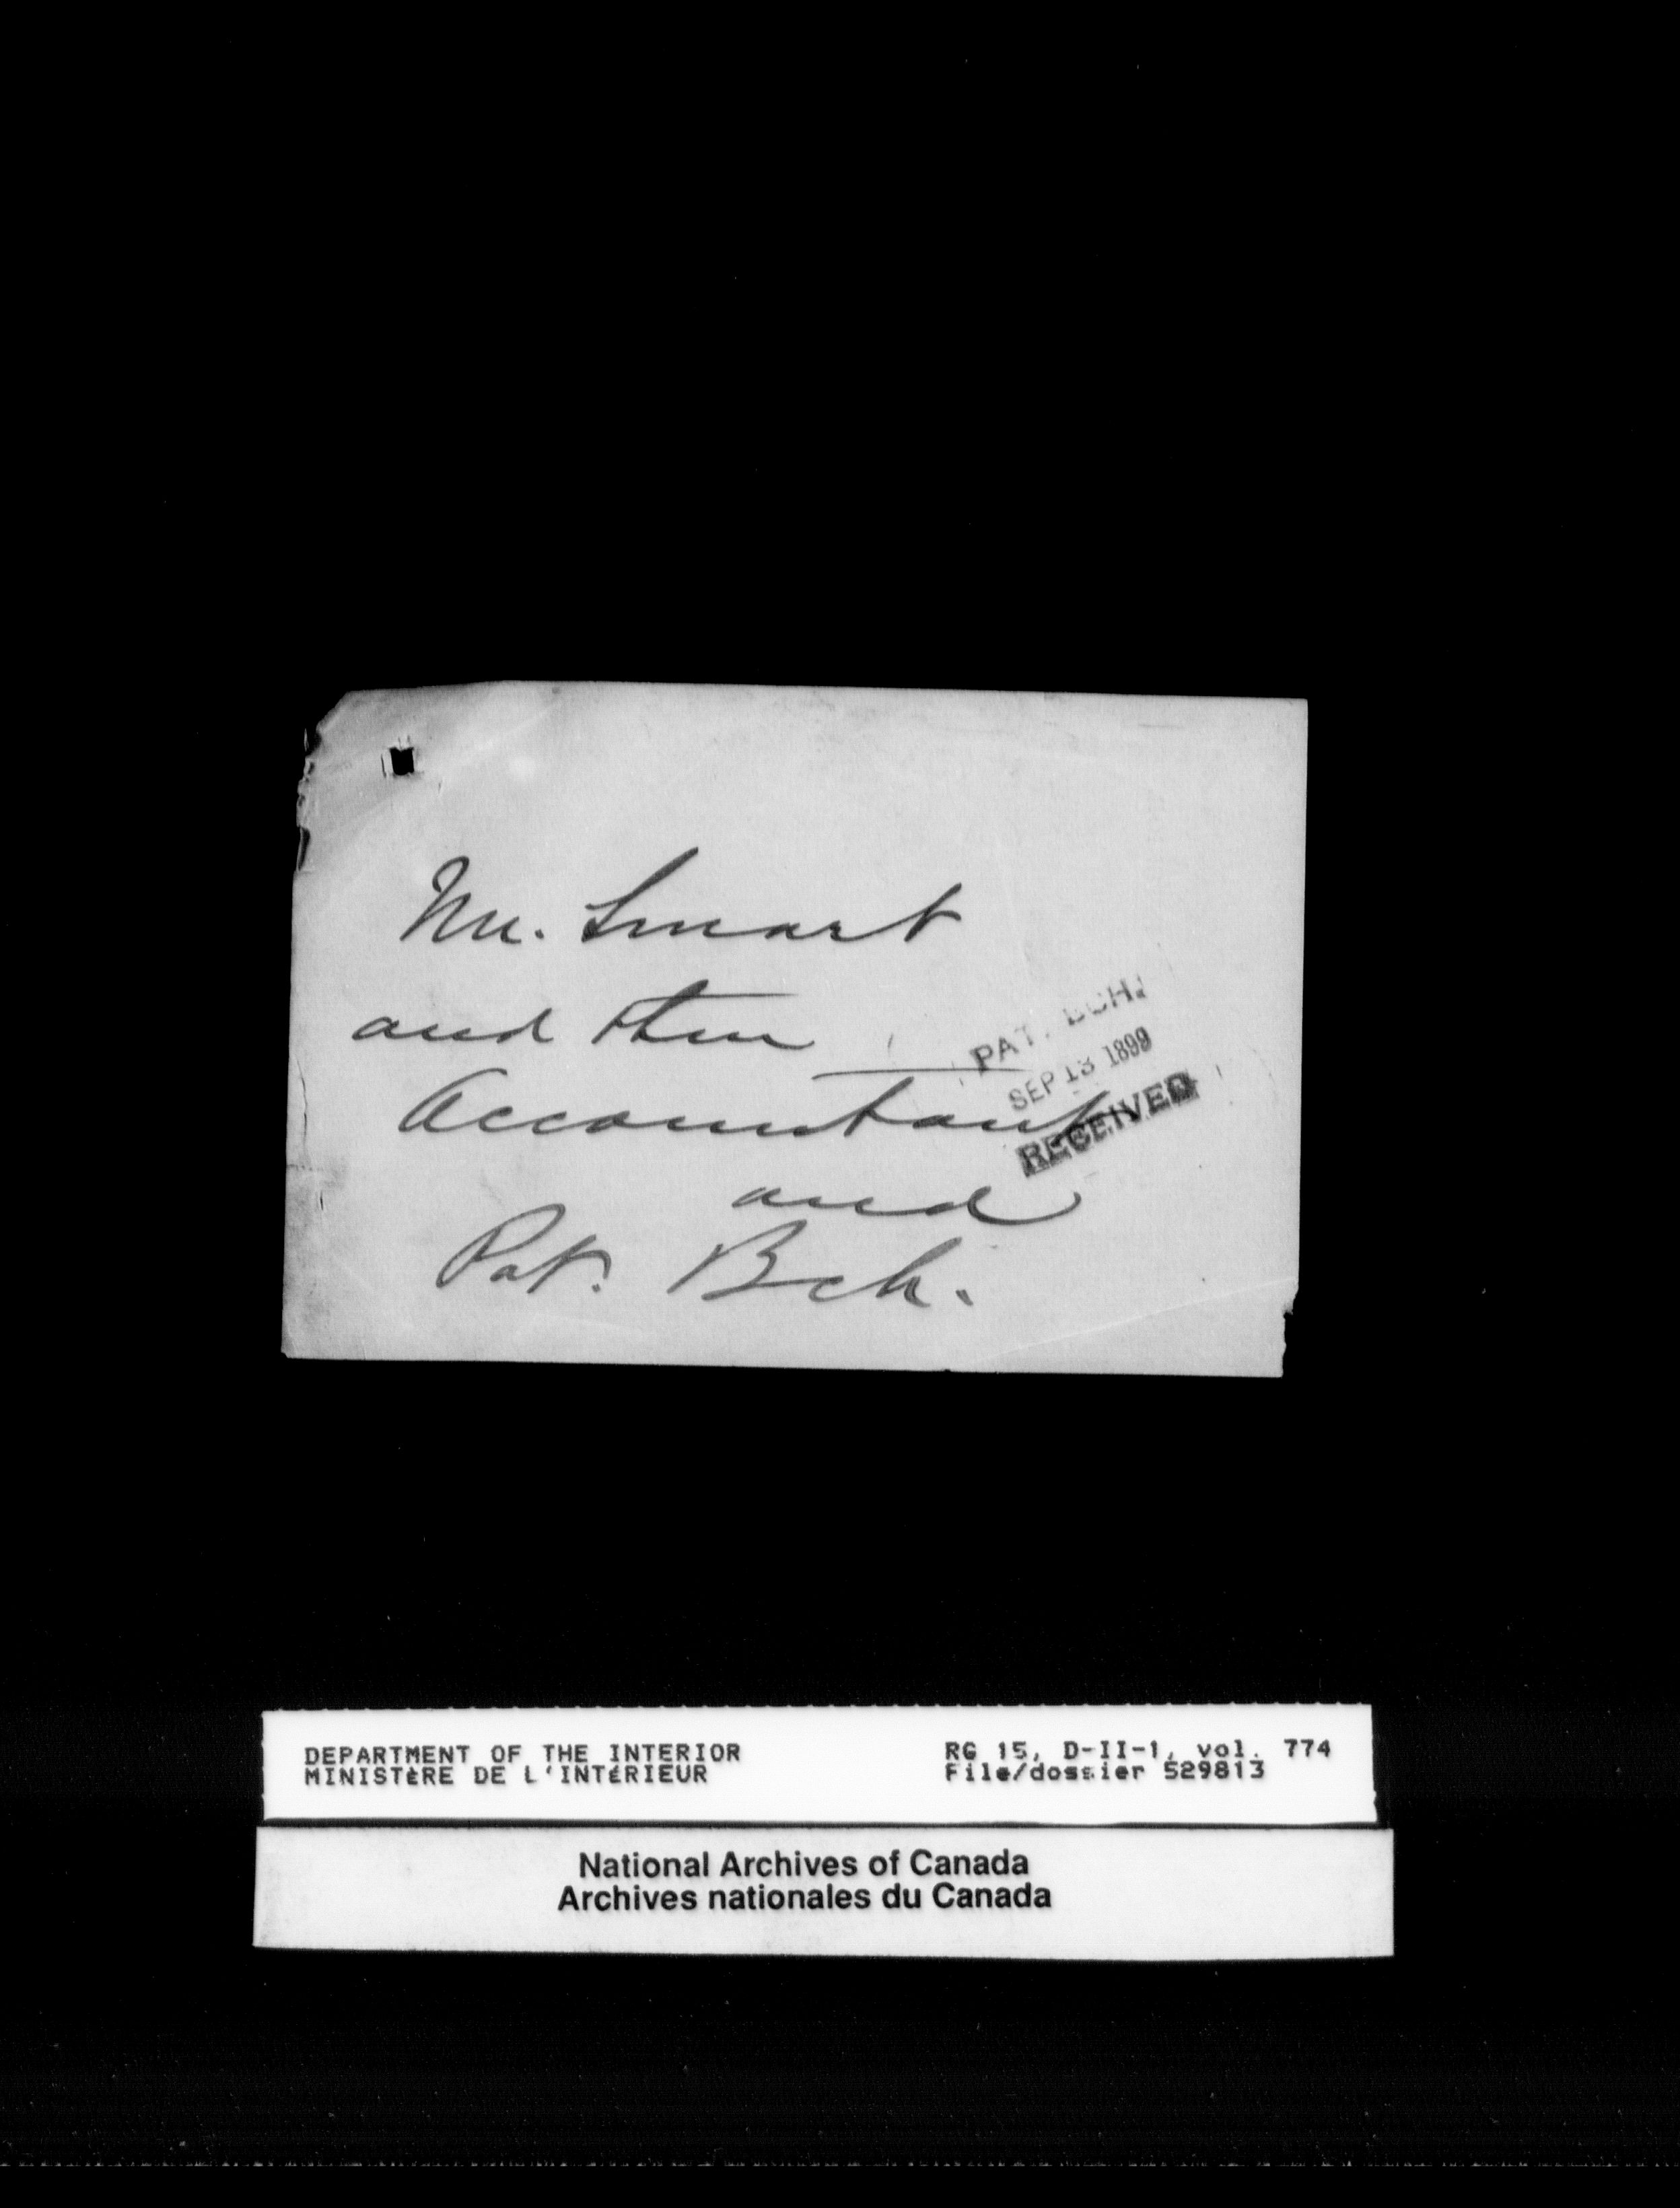 Mr. Smart
and then
Accountant
and
Pat. Bch.
PAT. BCH.
SEP 13 1899
RECEIVED
DEPARTMENT OF THE INTERIOR
MINISTÈRE DE L'INTÉRIEUR
RG 15, D-II-1, vol. 774
File/dossier 529813
National Archives of Canada
Archives nationales du Canada